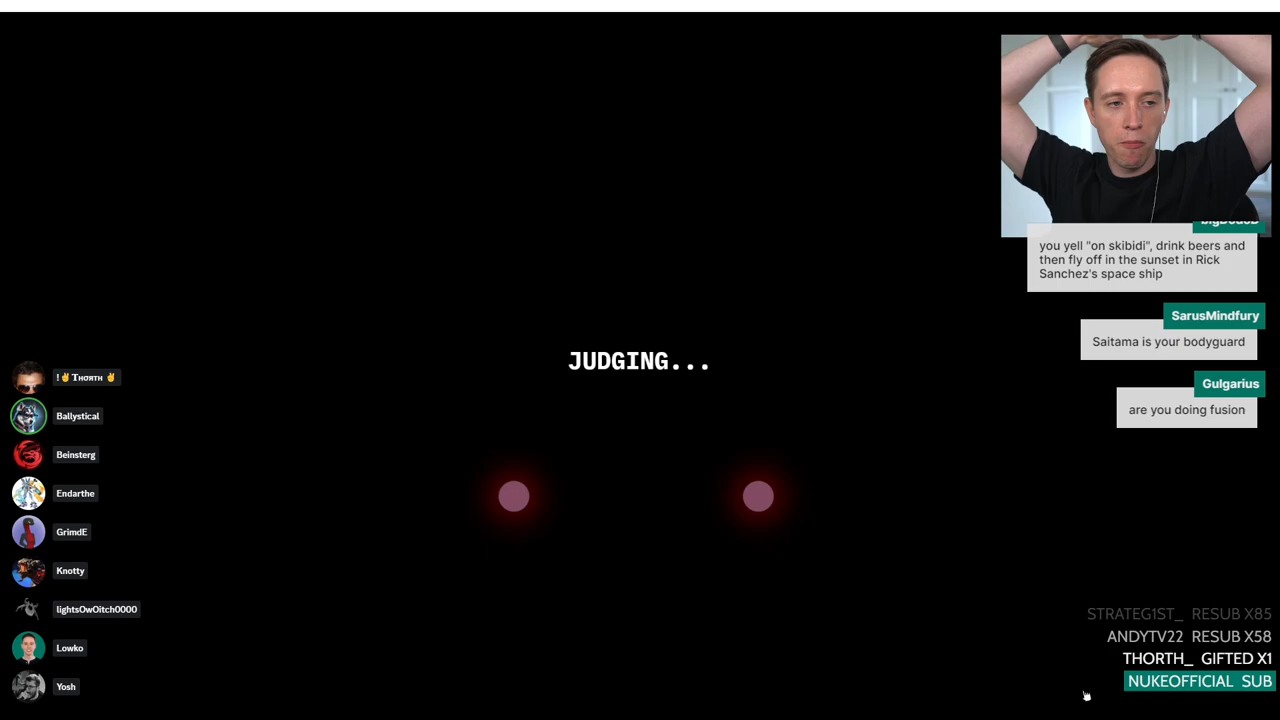 you yell "on skibidi", drink beers and
then fly off in the sunset in Rick
Sanchez's space ship
SarusMindfury
Saitama is your bodyguard
Gulgarius
are you doing fusion
JUDGING...
! ✌ Tʜσʀᴛʜ ✌
Ballystical
Beinsterg
Endarthe
GrimdE
Knotty
lightsOwOitch0000
Lowko
Yosh
STRATEG1ST_ RESUB X85
ANDYTV22 RESUB X58
THORTH_ GIFTED X1
NUKEOFFICIAL SUB